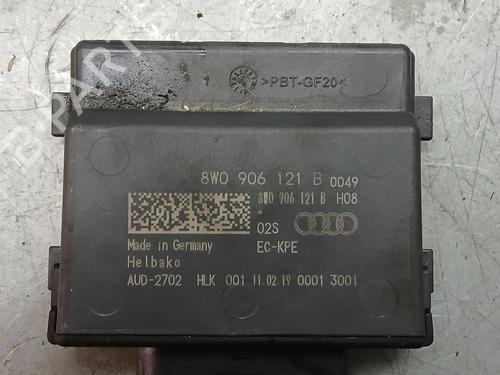 1 >PBT-GF20<
8W0 906 121 B 0049
8W0 906 121 B H08
*
02S
Made in Germany EC-KPE
Helbako
AUD-2702 HLK 001 11.02.19 0001 3001